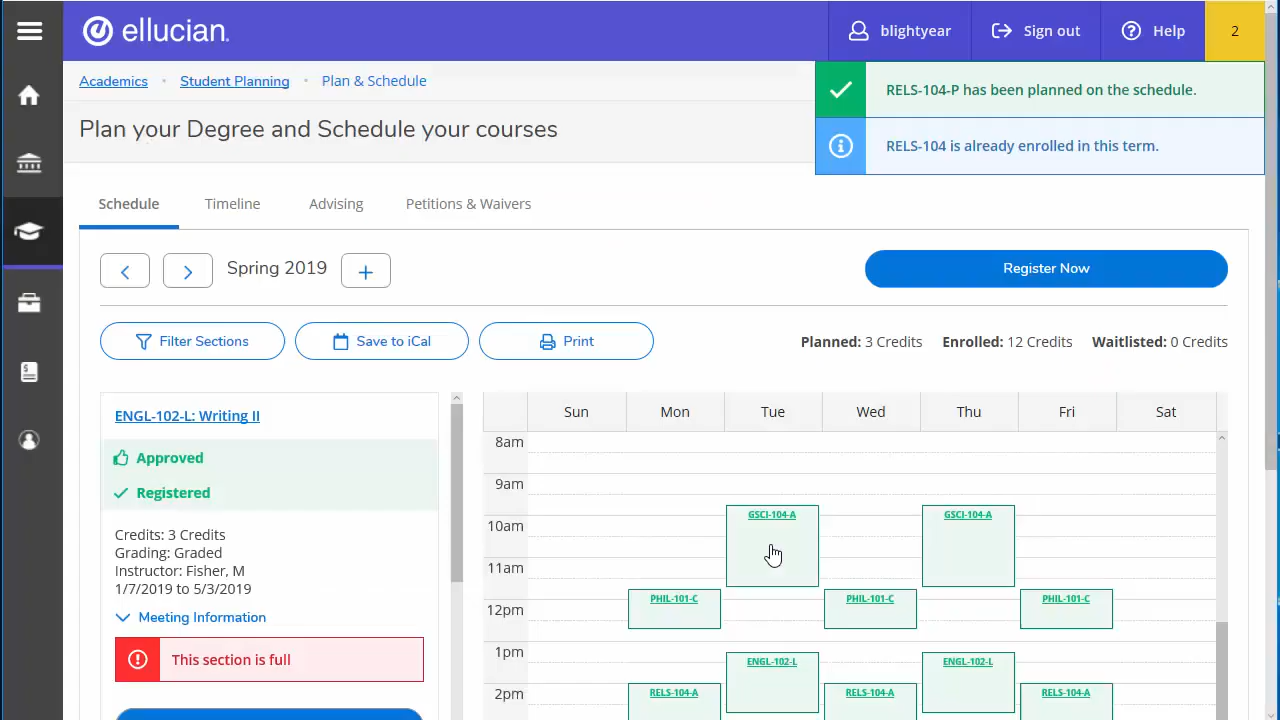 ellucian.
blightyear
Sign out
Help
2
Academics • Student Planning • Plan & Schedule
RELS-104-P has been planned on the schedule.
Plan your Degree and Schedule your courses
RELS-104 is already enrolled in this term.
Schedule Timeline Advising Petitions & Waivers
Spring 2019
Register Now
Filter Sections
Save to iCal
Print
Planned: 3 Credits Enrolled: 12 Credits Waitlisted: 0 Credits
ENGL-102-L: Writing II
Approved
Registered
Credits: 3 Credits
Grading: Graded
Instructor: Fisher, M
1/7/2019 to 5/3/2019
Meeting Information
This section is full
Sun Mon Tue Wed Thu Fri Sat
8am
9am
GSCI-104-A GSCI-104-A
10am
11am
PHIL-101-C PHIL-101-C PHIL-101-C
12pm
1pm
ENGL-102-L ENGL-102-L
2pm
RELS-104-A RELS-104-A RELS-104-A